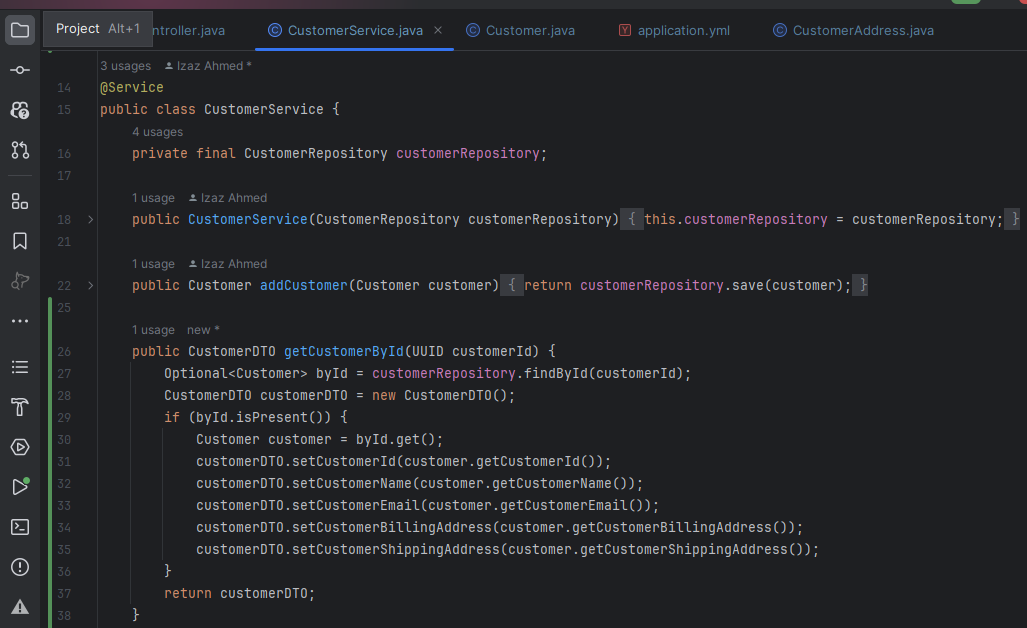 Project Alt+1 ntroller.java CustomerService.java × Customer.java application.yml CustomerAddress.java
3 usages Izaz Ahmed *
14 @Service
15 public class CustomerService {
4 usages
16 private final CustomerRepository customerRepository;
17
1 usage Izaz Ahmed
18 public CustomerService(CustomerRepository customerRepository) { this.customerRepository = customerRepository; }
21
1 usage Izaz Ahmed
22 public Customer addCustomer(Customer customer) { return customerRepository.save(customer); }
25
1 usage new *
26 public CustomerDTO getCustomerById(UUID customerId) {
27 Optional<Customer> byId = customerRepository.findById(customerId);
28 CustomerDTO customerDTO = new CustomerDTO();
29 if (byId.isPresent()) {
30 Customer customer = byId.get();
31 customerDTO.setCustomerId(customer.getCustomerId());
32 customerDTO.setCustomerName(customer.getCustomerName());
33 customerDTO.setCustomerEmail(customer.getCustomerEmail());
34 customerDTO.setCustomerBillingAddress(customer.getCustomerBillingAddress());
35 customerDTO.setCustomerShippingAddress(customer.getCustomerShippingAddress());
36 }
37 return customerDTO;
38 }